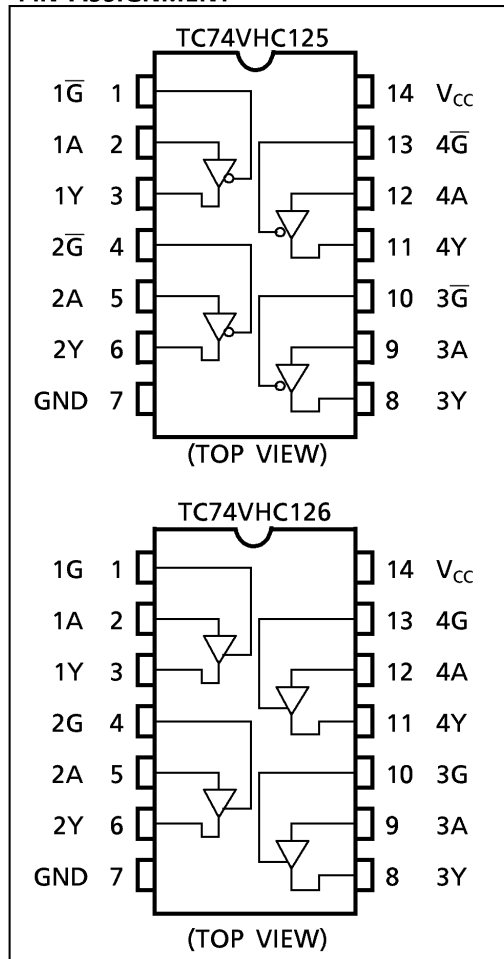 PIN ASSIGNMENT
TC74VHC125
1G̅ 1 14 VCC
1A 2 13 4G̅
1Y 3 12 4A
2G̅ 4 11 4Y
2A 5 10 3G̅
2Y 6 9 3A
GND 7 8 3Y
(TOP VIEW)
TC74VHC126
1G 1 14 VCC
1A 2 13 4G
1Y 3 12 4A
2G 4 11 4Y
2A 5 10 3G
2Y 6 9 3A
GND 7 8 3Y
(TOP VIEW)